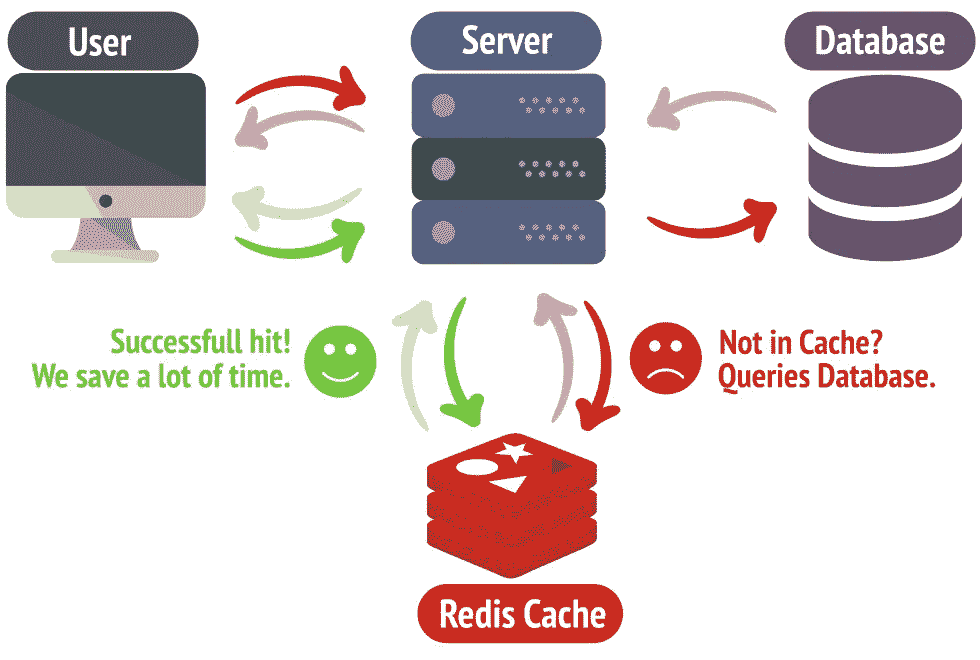 User
Server
Database
Successfull hit!
We save a lot of time.
Not in Cache?
Queries Database.
Redis Cache